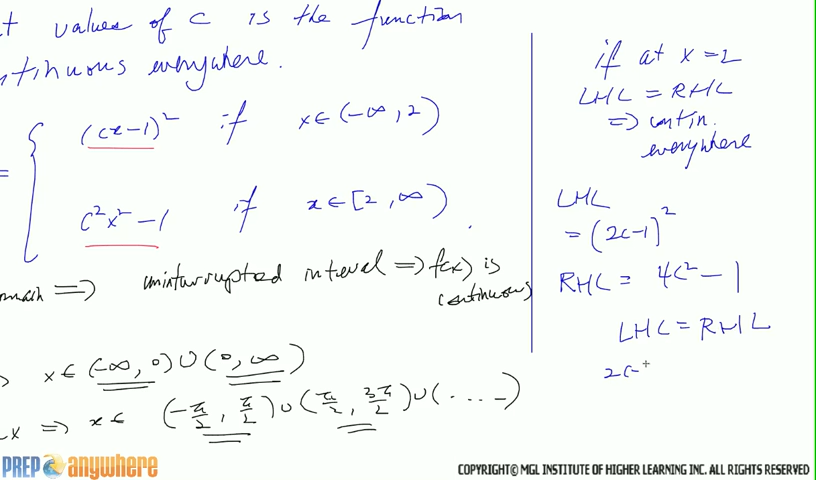 t values of c is the function
ntinuous everywhere.
= { (cx-1)² if x∈(-∞,2)
c²x²-1 if x∈[2,∞).
⇒ uninturrupted interval ⇒ f(x) is
continuous
x∈ (-∞,0)∪(0,∞)
x ⇒ x∈ (-π/2, π/2)∪(π/2, 3π/2)∪(.....)
if at x=2
LHL = RHL
⇒ contin.
everywhere
LHL
= (2c-1)²
RHL = 4c²-1
LHL = RHL
PREP anywhere
COPYRIGHT© MGL INSTITUTE OF HIGHER LEARNING INC. ALL RIGHTS RESERVED